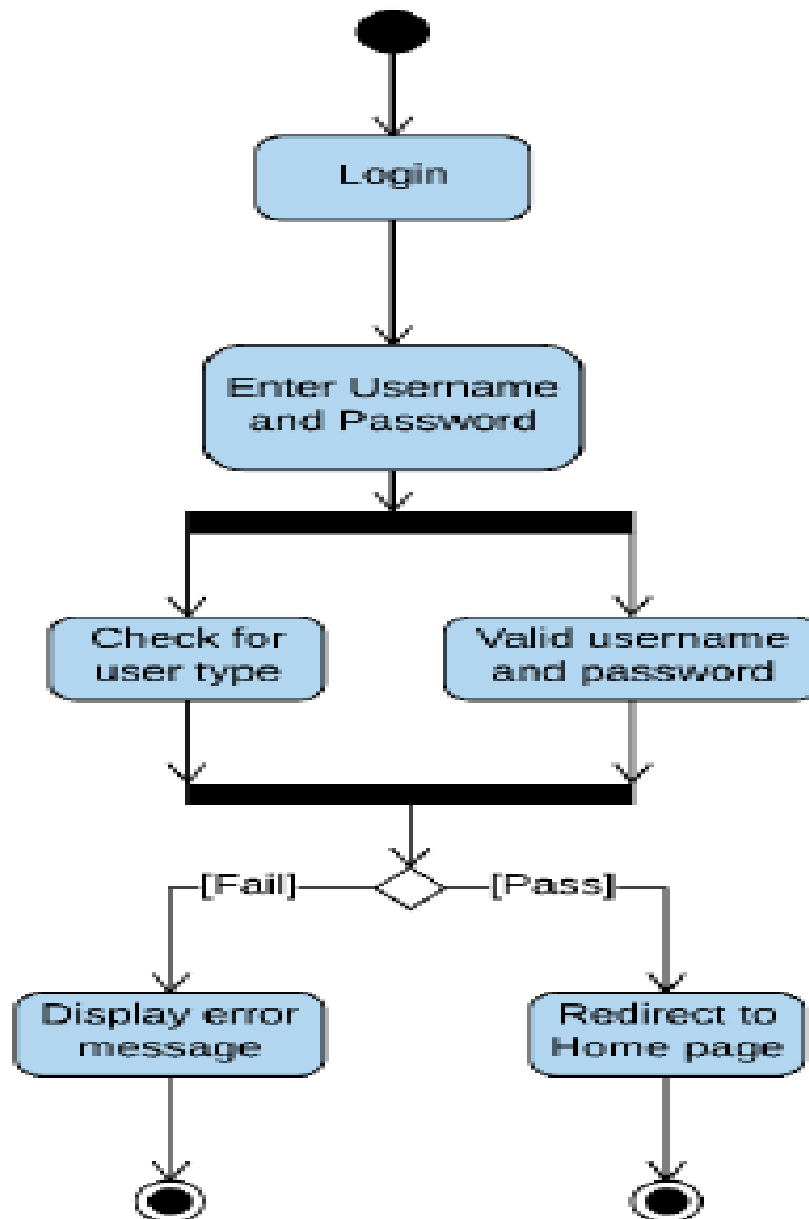 Login
Enter Username
and Password
Check for
user type
Valid username
and password
[Fail]
[Pass]
Display error
message
Redirect to
Home page